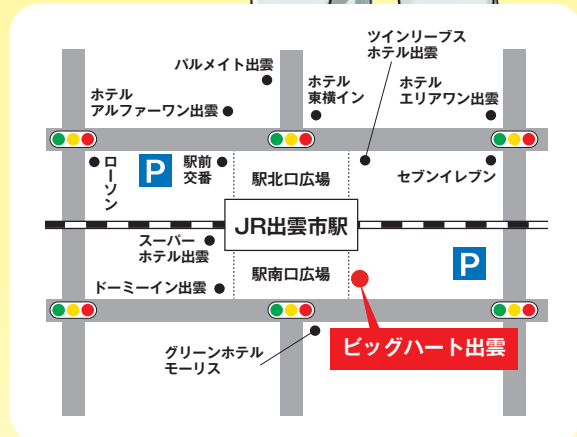 ツインリーブス
ホテル出雲
パルメイト出雲
ホテル
アルファーワン出雲
ホテル
東横イン
ホテル
エリアワン出雲
ローソン
P
駅前
交番
駅北口広場
セブンイレブン
JR出雲市駅
スーパー
ホテル出雲
駅南口広場
P
ドーミーイン出雲
ビッグハート出雲
グリーンホテル
モーリス